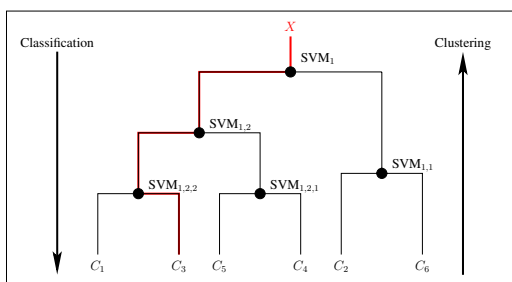 X
Classification
Clustering
SVM₁
SVM₁,₂
SVM₁,₁
SVM₁,₂,₂
SVM₁,₂,₁
C₁ C₃ C₅ C₄ C₂ C₆